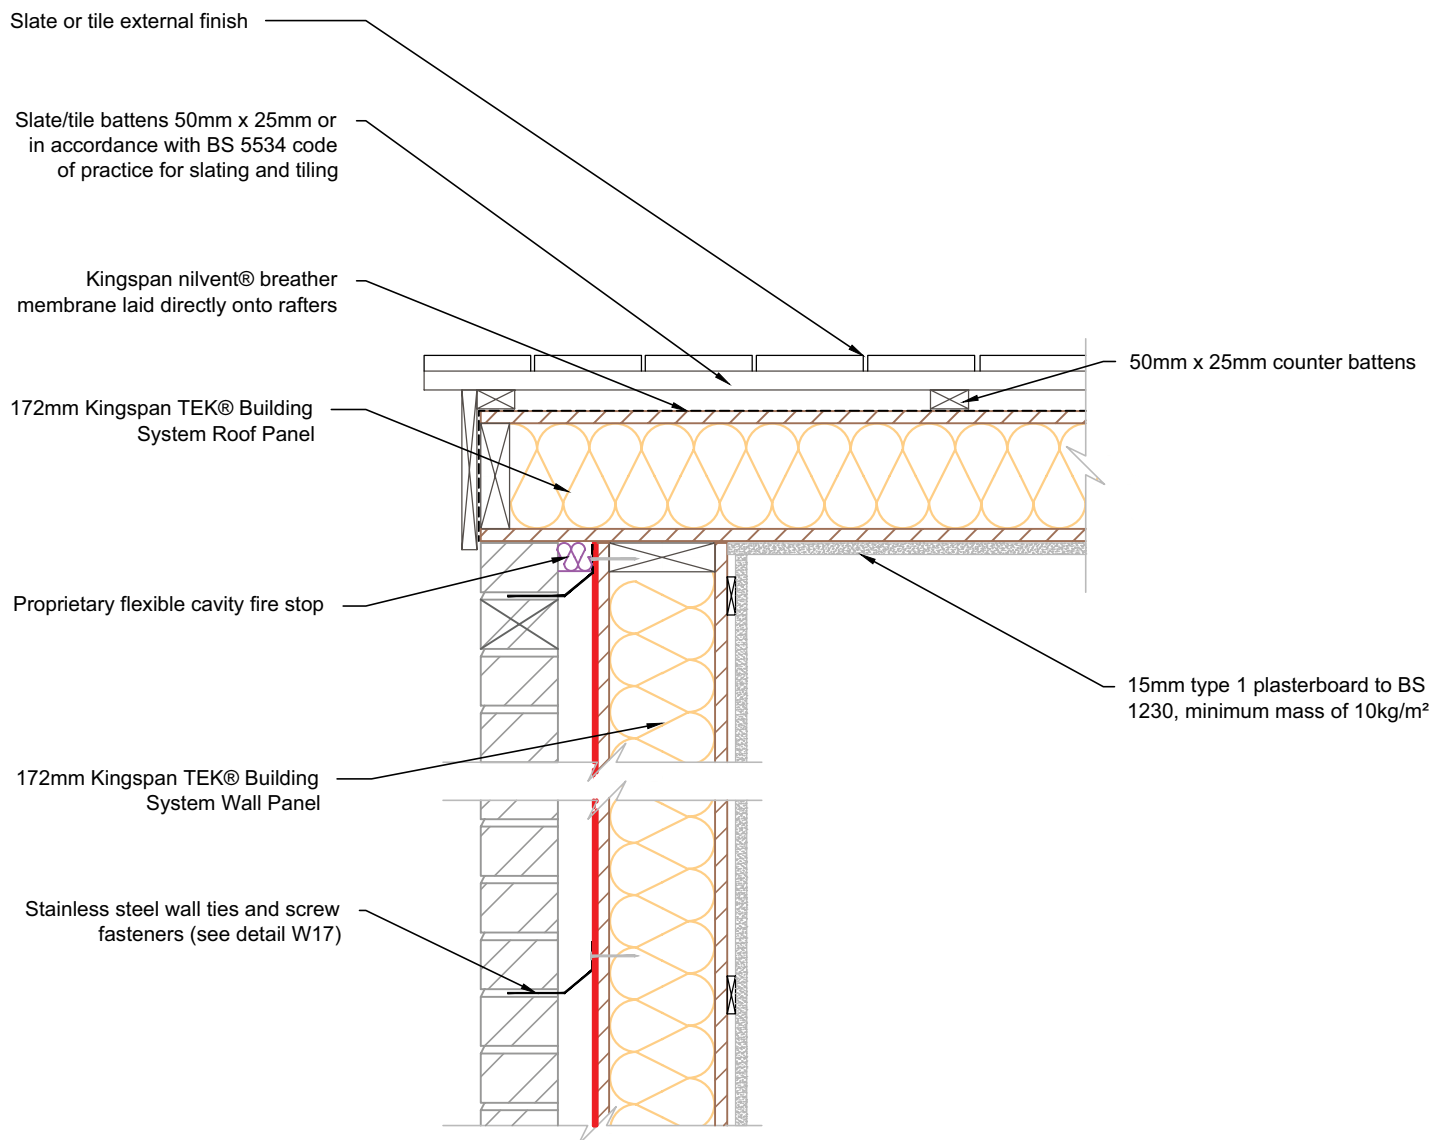 Slate or tile external finish
Slate/tile battens 50mm x 25mm or
in accordance with BS 5534 code
of practice for slating and tiling
Kingspan nilvent® breather
membrane laid directly onto rafters
50mm x 25mm counter battens
172mm Kingspan TEK® Building
System Roof Panel
Proprietary flexible cavity fire stop
15mm type 1 plasterboard to BS
1230, minimum mass of 10kg/m²
172mm Kingspan TEK® Building
System Wall Panel
Stainless steel wall ties and screw
fasteners (see detail W17)